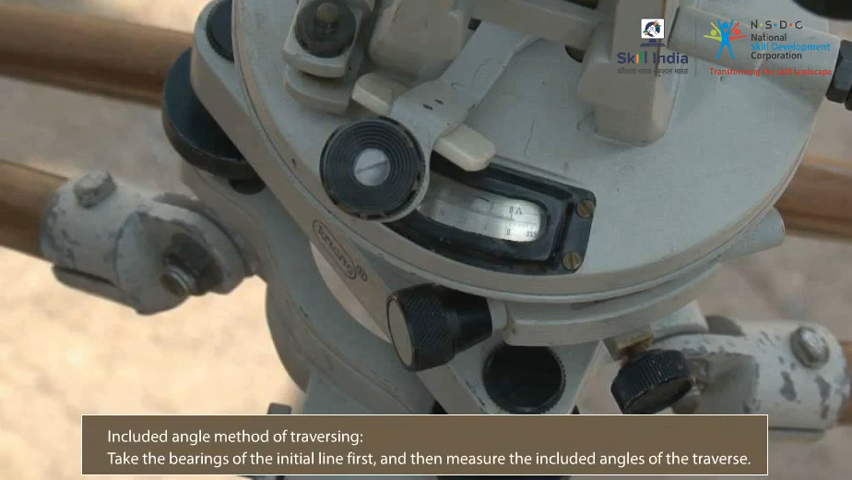 N·S·D·C
National
Skill Development
Corporation
Transforming the skill landscape
Skill India
कौशल भारत - कुशल भारत
Included angle method of traversing:
Take the bearings of the initial line first, and then measure the included angles of the traverse.